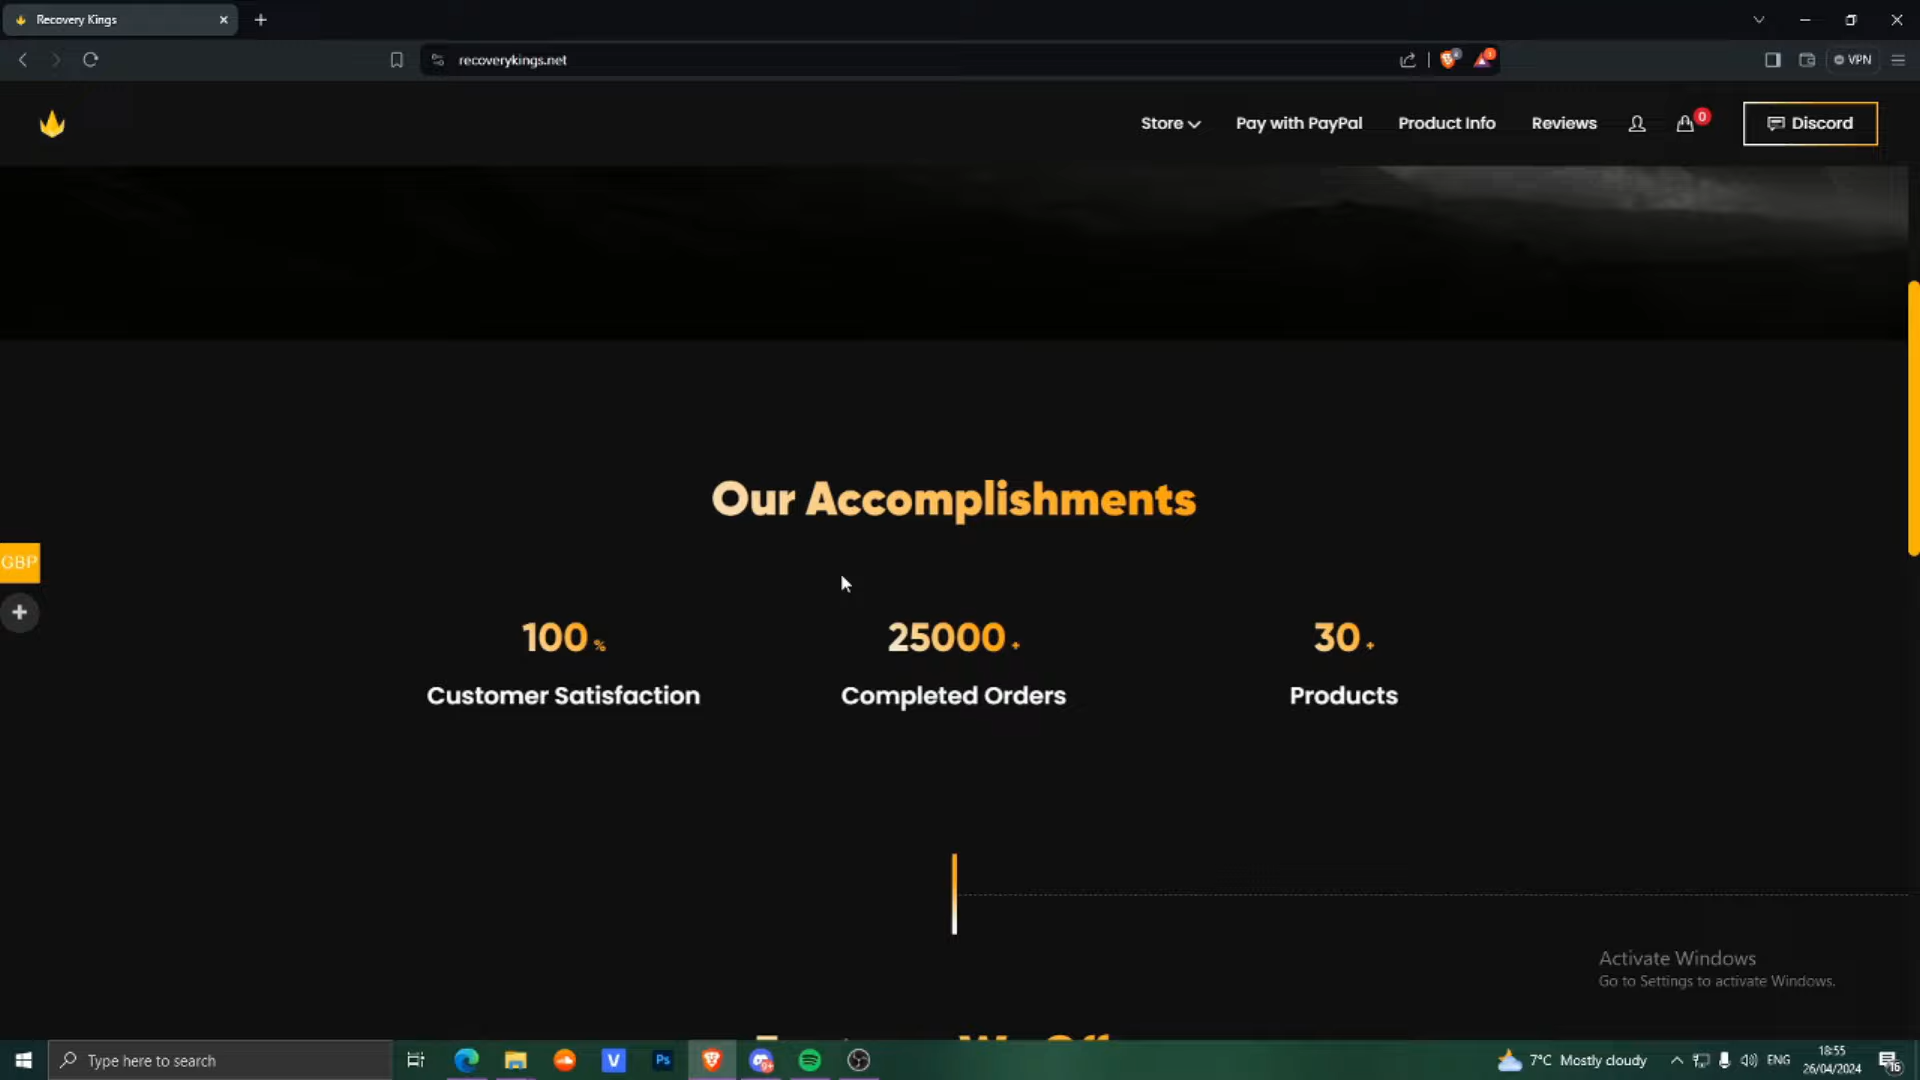 Recovery Kings
recoverykings.net
VPN
Store
Pay with PayPal
Product Info
Reviews
0
Discord
Our Accomplishments
GBP
100 %
25000 +
30 +
Customer Satisfaction
Completed Orders
Products
Activate Windows
Go to Settings to activate Windows.
Type here to search
V
Ps
7°C Mostly cloudy
ENG
18:55
26/04/2024
16